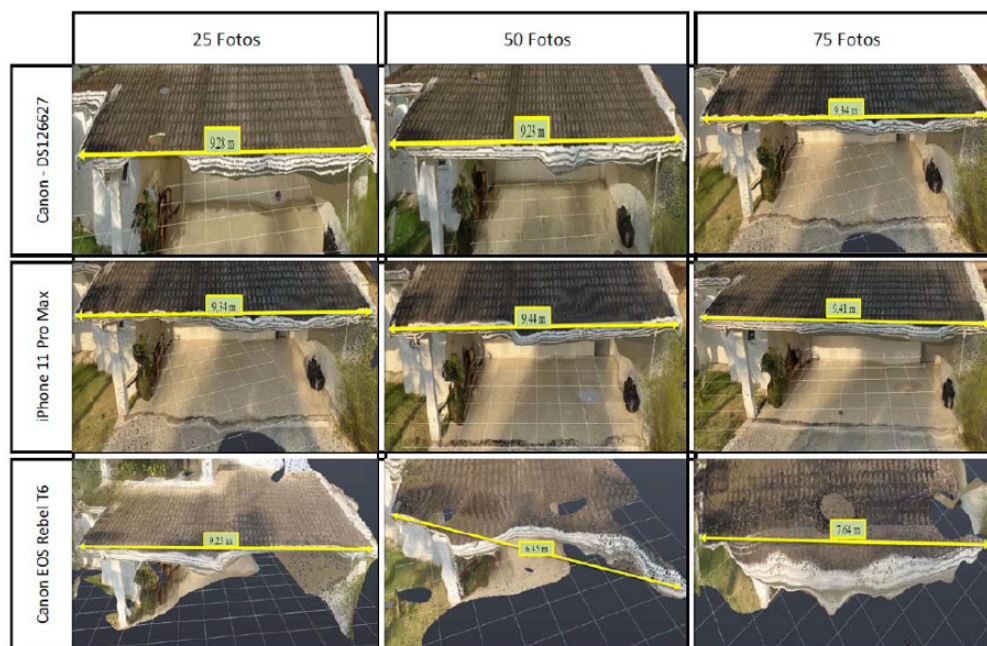 25 Fotos
50 Fotos
75 Fotos
Canon - DS126627
9.28 m
9.23 m
9.34 m
iPhone 11 Pro Max
9.34 m
9.44 m
9.41 m
Canon EOS Rebel T6
9.25 m
6.45 m
7.64 m